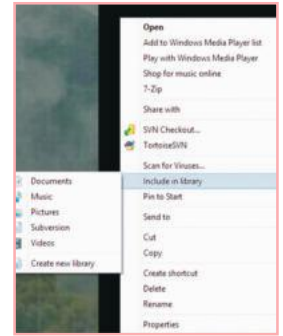 Open
Add to Windows Media Player list
Play with Windows Media Player
Shop for music online
7-Zip
Share with
SVN Checkout...
TortoiseSVN
Scan for Viruses...
Include in library
Pin to Start
Send to
Cut
Copy
Create shortcut
Delete
Rename
Properties
Documents
Music
Pictures
Subversion
Videos
Create new library